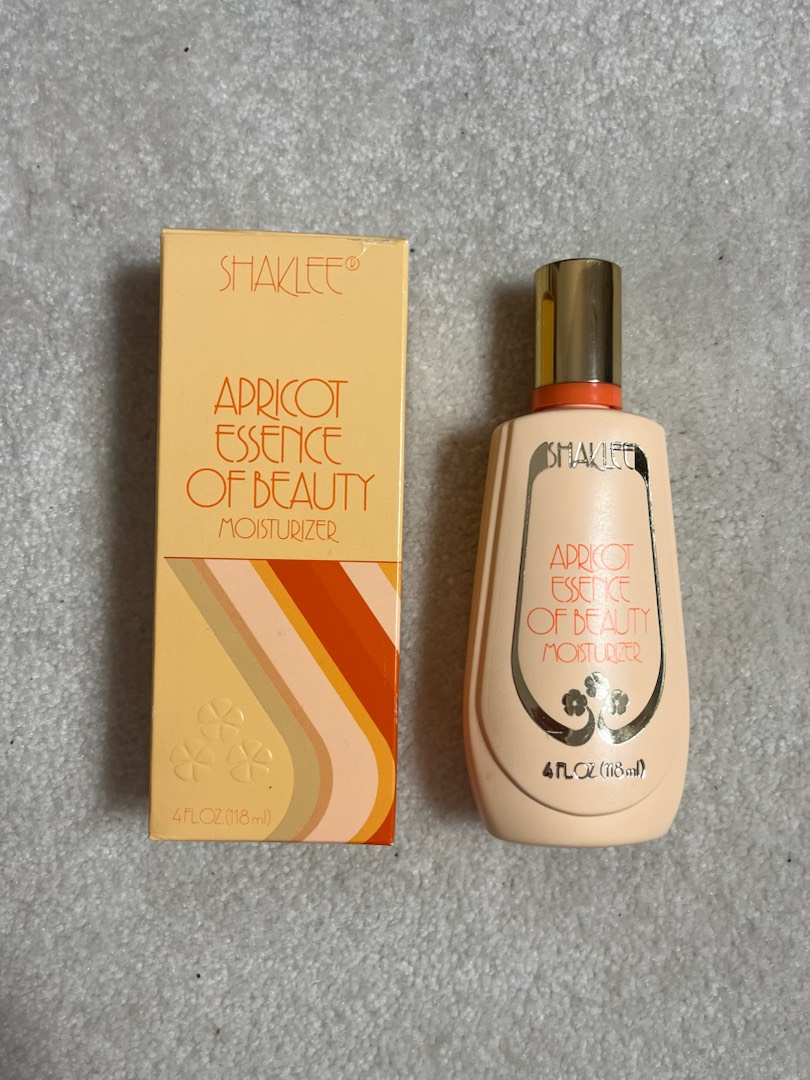 SHAKLEE®
APRICOT
ESSENCE
OF BEAUTY
MOISTURIZER
4 FL.OZ.(118 ml)
SHAKLEE
APRICOT
ESSENCE
OF BEAUTY
MOISTURIZER
4 FL.OZ.(118 ml)